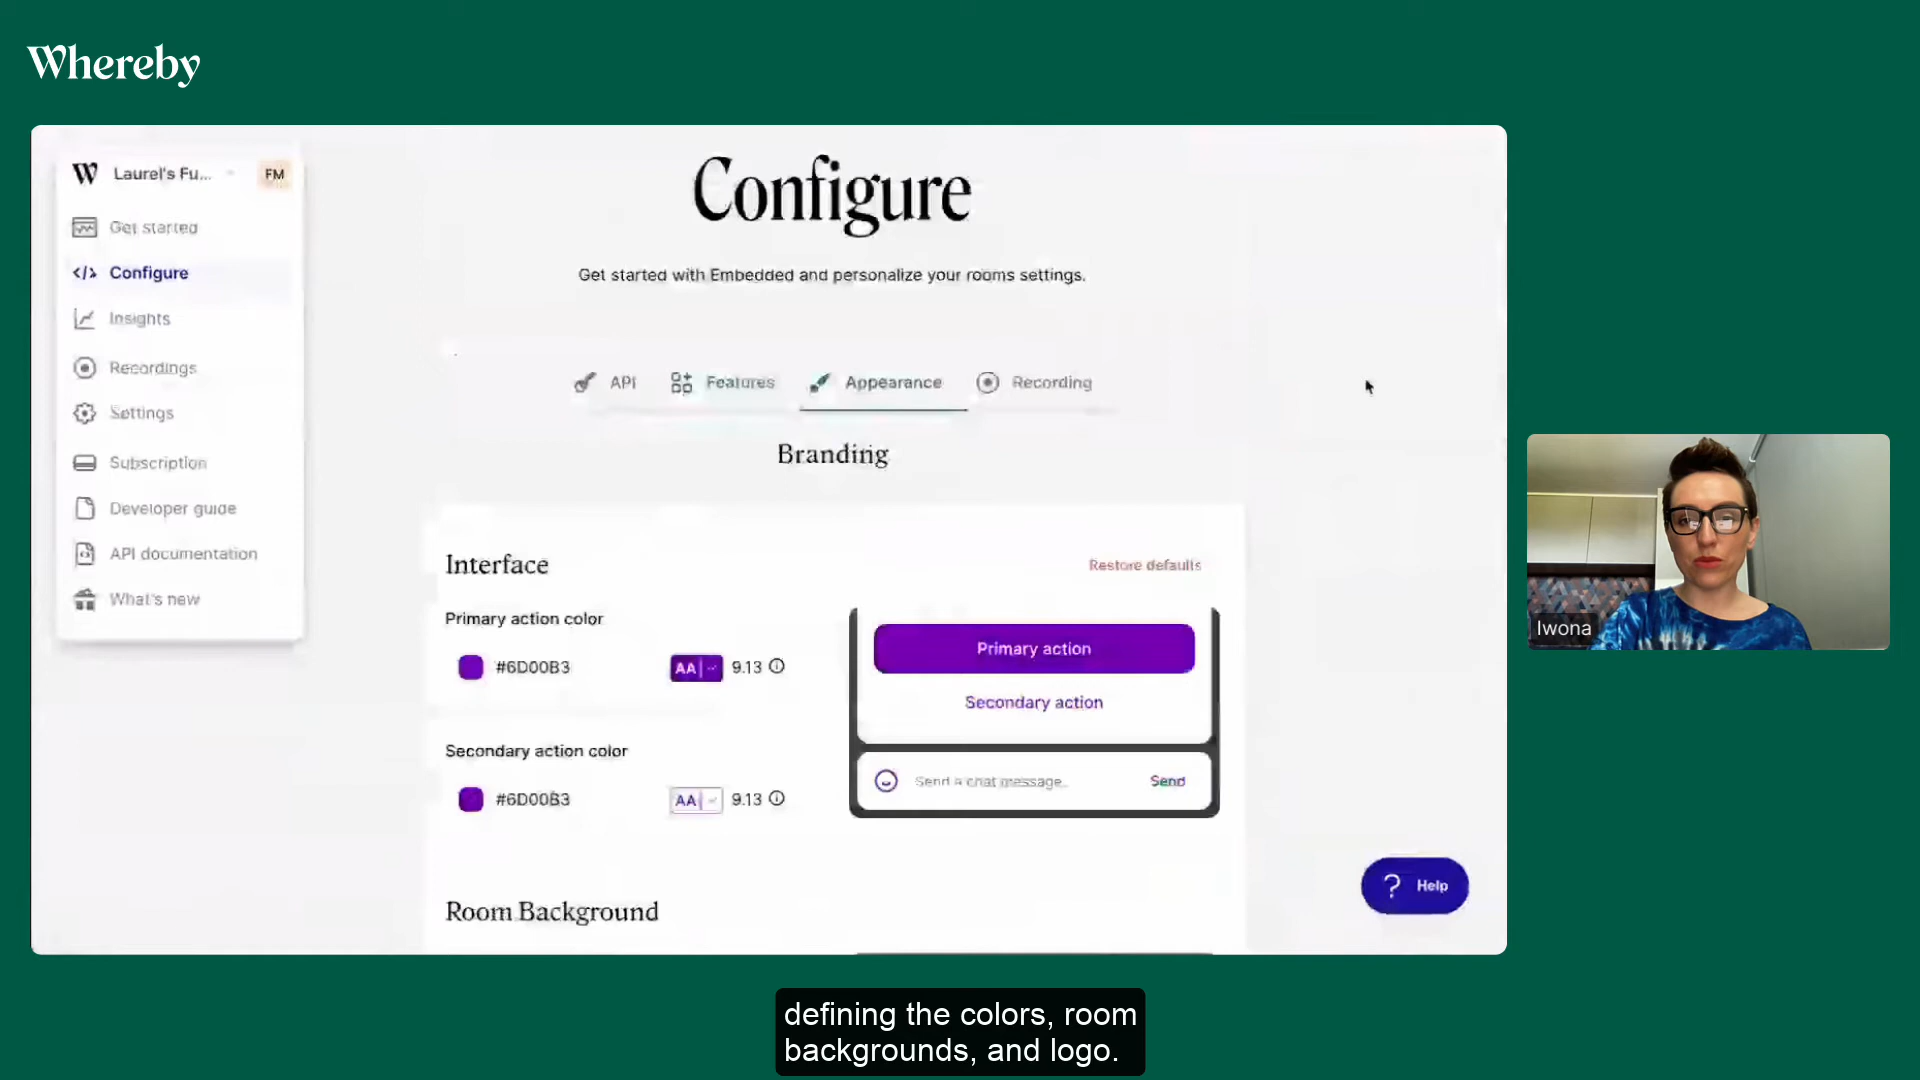 Whereby
W Laurel's Fu... FM
Get started
Configure
Insights
Recordings
Settings
Subscription
Developer guide
API documentation
What's new
Configure
Get started with Embedded and personalize your rooms settings.
API Features Appearance Recording
Branding
Interface
Restore defaults
Primary action color
#6D00B3 AA 9.13
Secondary action color
#6D00B3 AA 9.13
Primary action
Secondary action
Send a chat message.
Send
Room Background
? Help
Iwona
defining the colors, room
backgrounds, and logo.